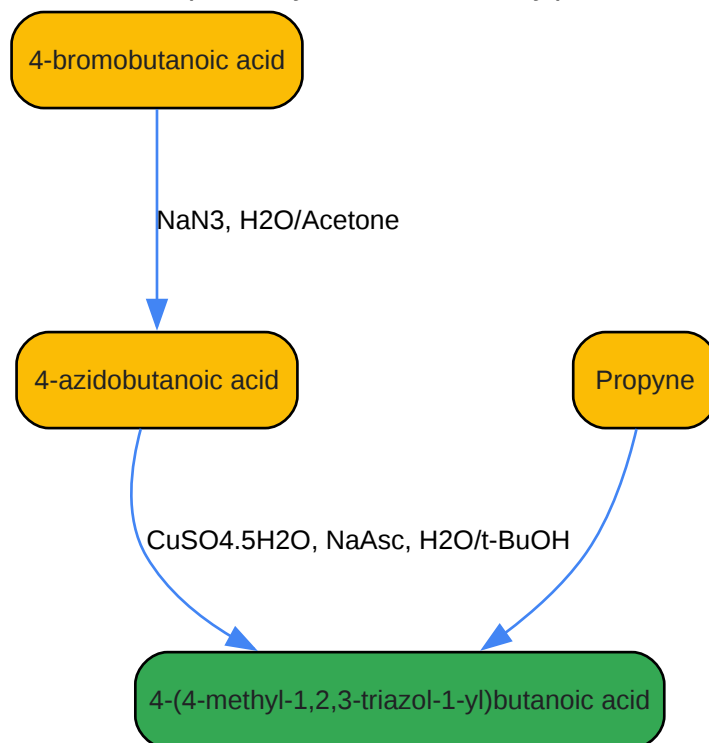 4-bromobutanoic acid
NaN3, H2O/Acetone
4-azidobutanoic acid
Propyne
CuSO4.5H2O, NaAsc, H2O/t-BuOH
4-(4-methyl-1,2,3-triazol-1-yl)butanoic acid